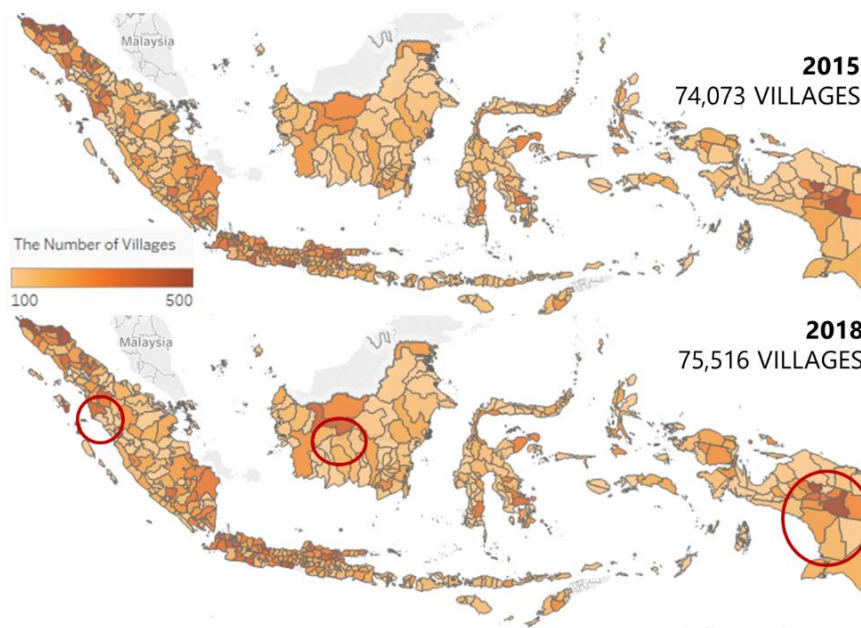 Malaysia
2015
74,073 VILLAGES
The Number of Villages
100 500
Malaysia
2018
75,516 VILLAGES